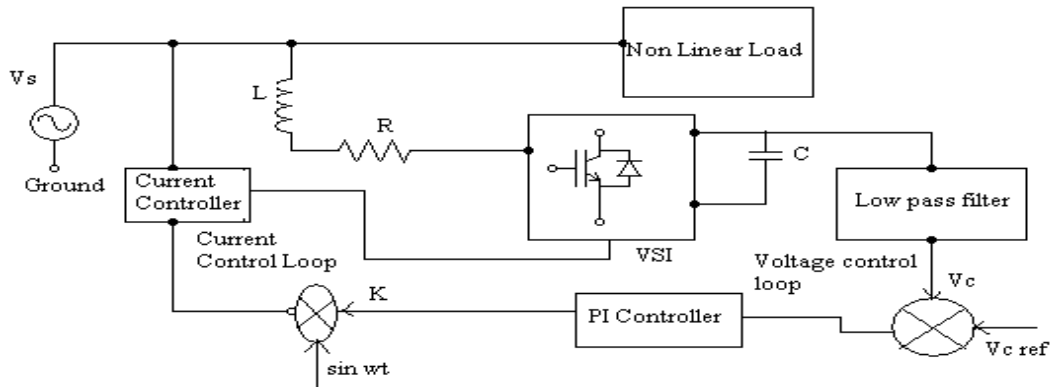 Non Linear Load
Vs
L
R
C
Ground
Current
Controller
Low pass filter
Current
Control Loop
VSI
Voltage control
loop
Vc
K
PI Controller
Vc ref
sin wt